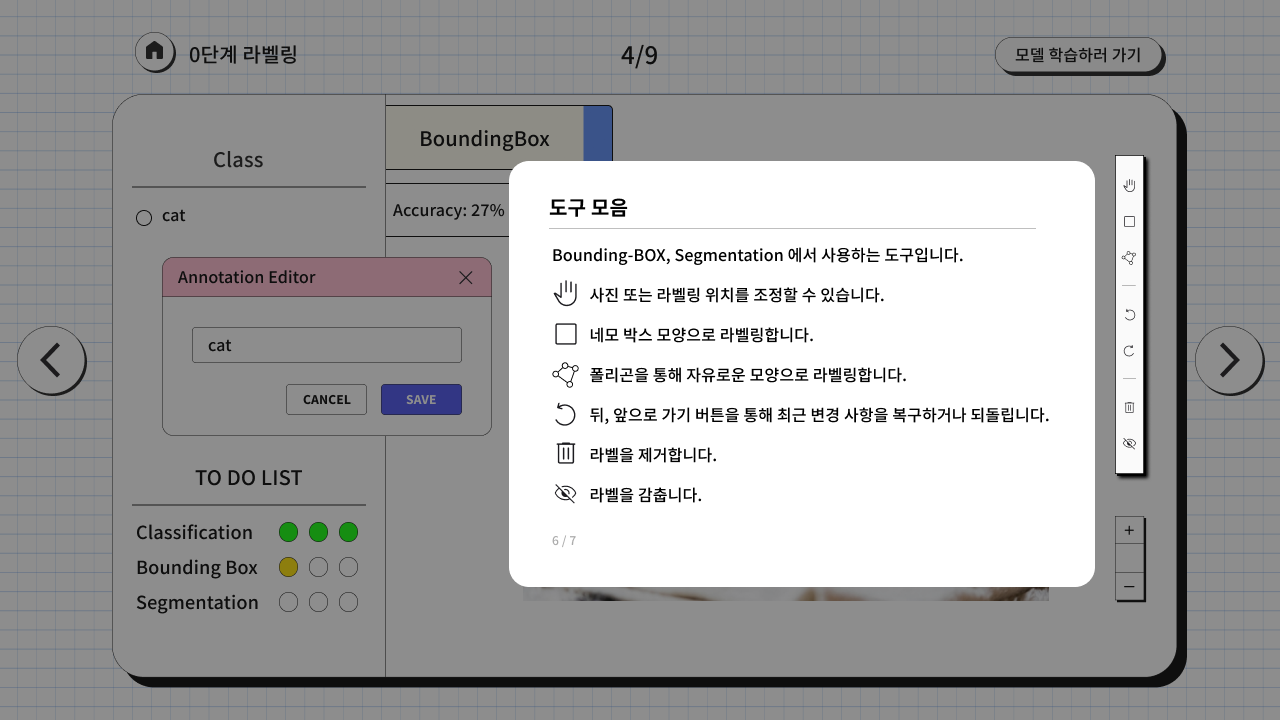 0단계 라벨링
4/9
모델 학습하러 가기
Class
cat
Annotation Editor
cat
CANCEL
SAVE
TO DO LIST
Classification
Bounding Box
Segmentation
BoundingBox
Accuracy: 27%
도구 모음
Bounding-BOX, Segmentation 에서 사용하는 도구입니다.
사진 또는 라벨링 위치를 조정할 수 있습니다.
네모 박스 모양으로 라벨링합니다.
폴리곤을 통해 자유로운 모양으로 라벨링합니다.
뒤, 앞으로 가기 버튼을 통해 최근 변경 사항을 복구하거나 되돌립니다.
라벨을 제거합니다.
라벨을 감춥니다.
6 / 7
+
−